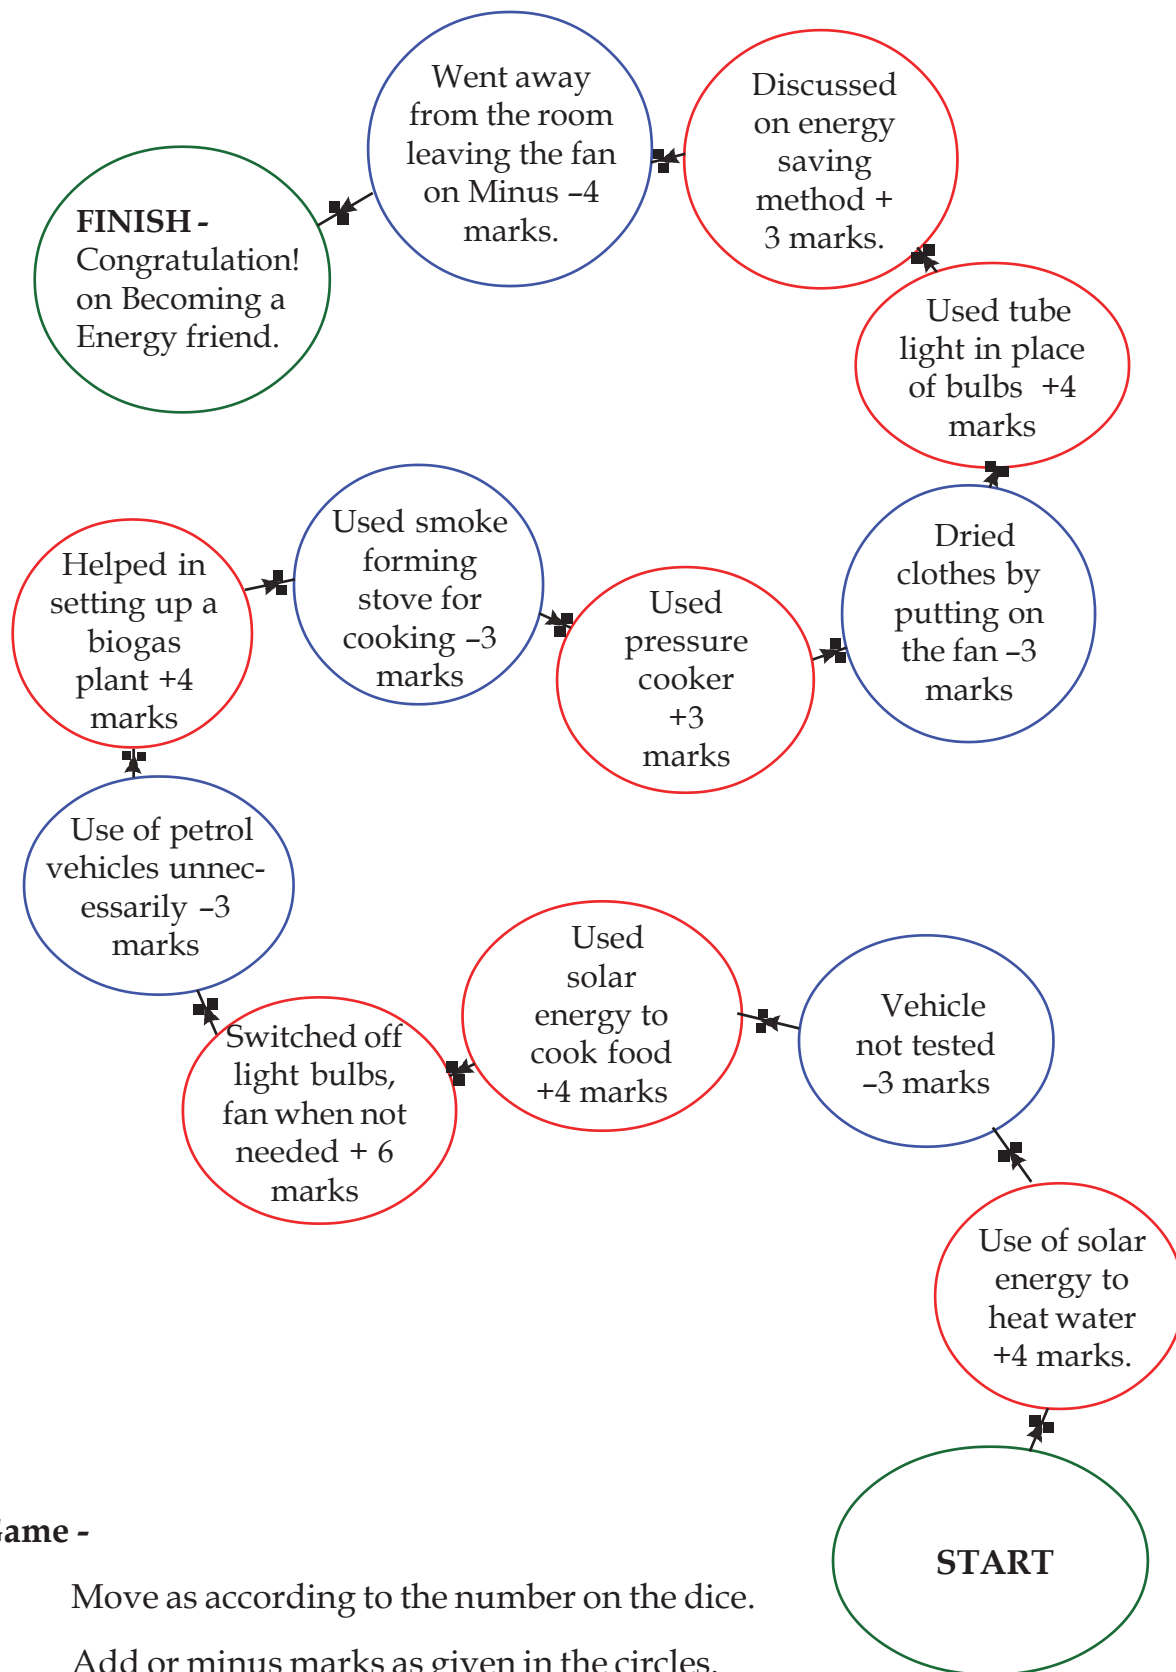 Went away
from the room
leaving the fan
on Minus –4
marks.
Discussed
on energy
saving
method +
3 marks.
FINISH -
Congratulation!
on Becoming a
Energy friend.
Used tube
light in place
of bulbs +4
marks
Helped in
setting up a
biogas
plant +4
marks
Used smoke
forming
stove for
cooking –3
marks
Used
pressure
cooker
+3
marks
Dried
clothes by
putting on
the fan –3
marks
Use of petrol
vehicles unnec-
essarily –3
marks
Switched off
light bulbs,
fan when not
needed + 6
marks
Used
solar
energy to
cook food
+4 marks
Vehicle
not tested
–3 marks
Use of solar
energy to
heat water
+4 marks.
START
Game -
Move as according to the number on the dice.
Add or minus marks as given in the circles.